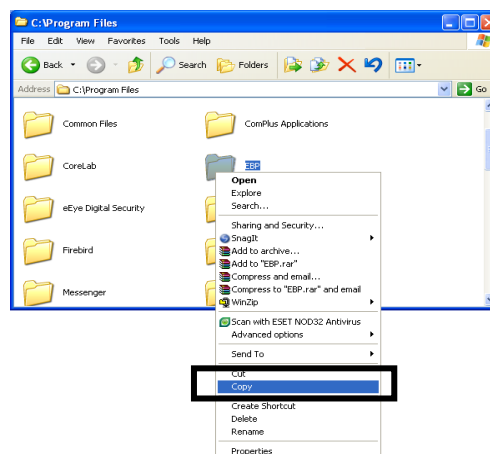 C:\Program Files
File Edit View Favorites Tools Help
Back Search Folders
Address C:\Program Files Go
Common Files ComPlus Applications
CoreLab EBP
eEye Digital Security
Firebird
Messenger
Open
Explore
Search...
Sharing and Security...
SnagIt
Add to archive...
Add to "EBP.rar"
Compress and email...
Compress to "EBP.rar" and email
WinZip
Scan with ESET NOD32 Antivirus
Advanced options
Send To
Cut
Copy
Create Shortcut
Delete
Rename
Properties